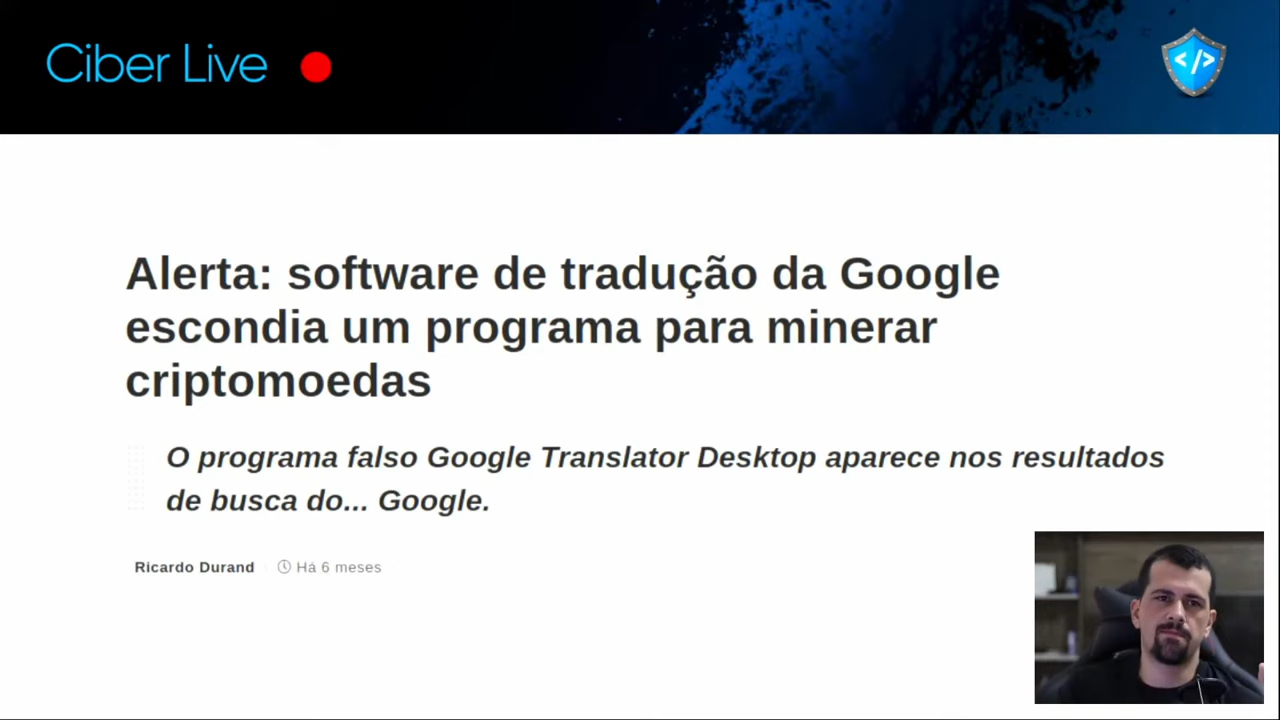 Ciber Live
</>
Alerta: software de tradução da Google
escondia um programa para minerar
criptomoedas
O programa falso Google Translator Desktop aparece nos resultados
de busca do... Google.
Ricardo Durand Há 6 meses